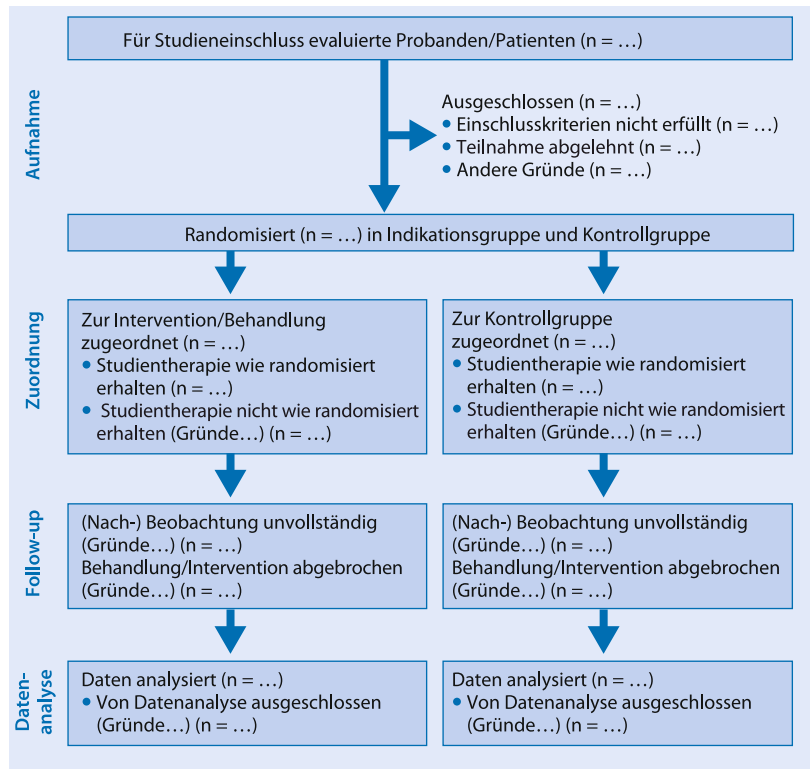 Für Studieneinschluss evaluierte Probanden/Patienten (n = …)
Aufnahme
Ausgeschlossen (n = …)
• Einschlusskriterien nicht erfüllt (n = …)
• Teilnahme abgelehnt (n = …)
• Andere Gründe (n = …)
Randomisiert (n = …) in Indikationsgruppe und Kontrollgruppe
Zuordnung
Zur Intervention/Behandlung
zugeordnet (n = …)
• Studientherapie wie randomisiert
erhalten (n = …)
• Studientherapie nicht wie randomisiert
erhalten (Gründe…) (n = …)
Zur Kontrollgruppe
zugeordnet (n = …)
• Studientherapie wie randomisiert
erhalten (n = …)
• Studientherapie nicht wie randomisiert
erhalten (Gründe…) (n = …)
Follow-up
(Nach-) Beobachtung unvollständig
(Gründe…) (n = …)
Behandlung/Intervention abgebrochen
(Gründe…) (n = …)
(Nach-) Beobachtung unvollständig
(Gründe…) (n = …)
Behandlung/Intervention abgebrochen
(Gründe…) (n = …)
Daten-
analyse
Daten analysiert (n = …)
• Von Datenanalyse ausgeschlossen
(Gründe…) (n = …)
Daten analysiert (n = …)
• Von Datenanalyse ausgeschlossen
(Gründe…) (n = …)